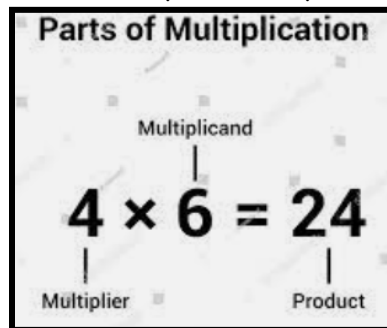 Parts of Multiplication
Multiplicand
4 × 6 = 24
Multiplier
Product